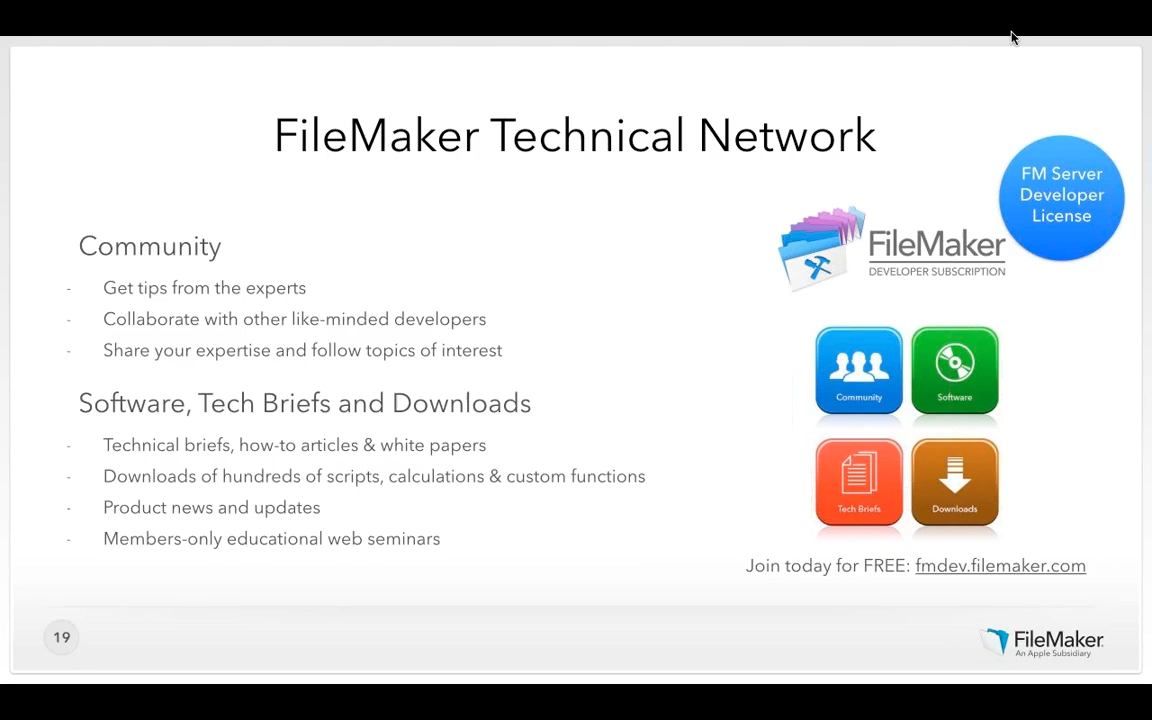 FileMaker Technical Network
FM Server
Developer
License
FileMaker
DEVELOPER SUBSCRIPTION
Community
- Get tips from the experts
- Collaborate with other like-minded developers
- Share your expertise and follow topics of interest
Software, Tech Briefs and Downloads
- Technical briefs, how-to articles & white papers
- Downloads of hundreds of scripts, calculations & custom functions
- Product news and updates
- Members-only educational web seminars
Community
Software
Tech Briefs
Downloads
Join today for FREE: fmdev.filemaker.com
19
FileMaker
An Apple Subsidiary